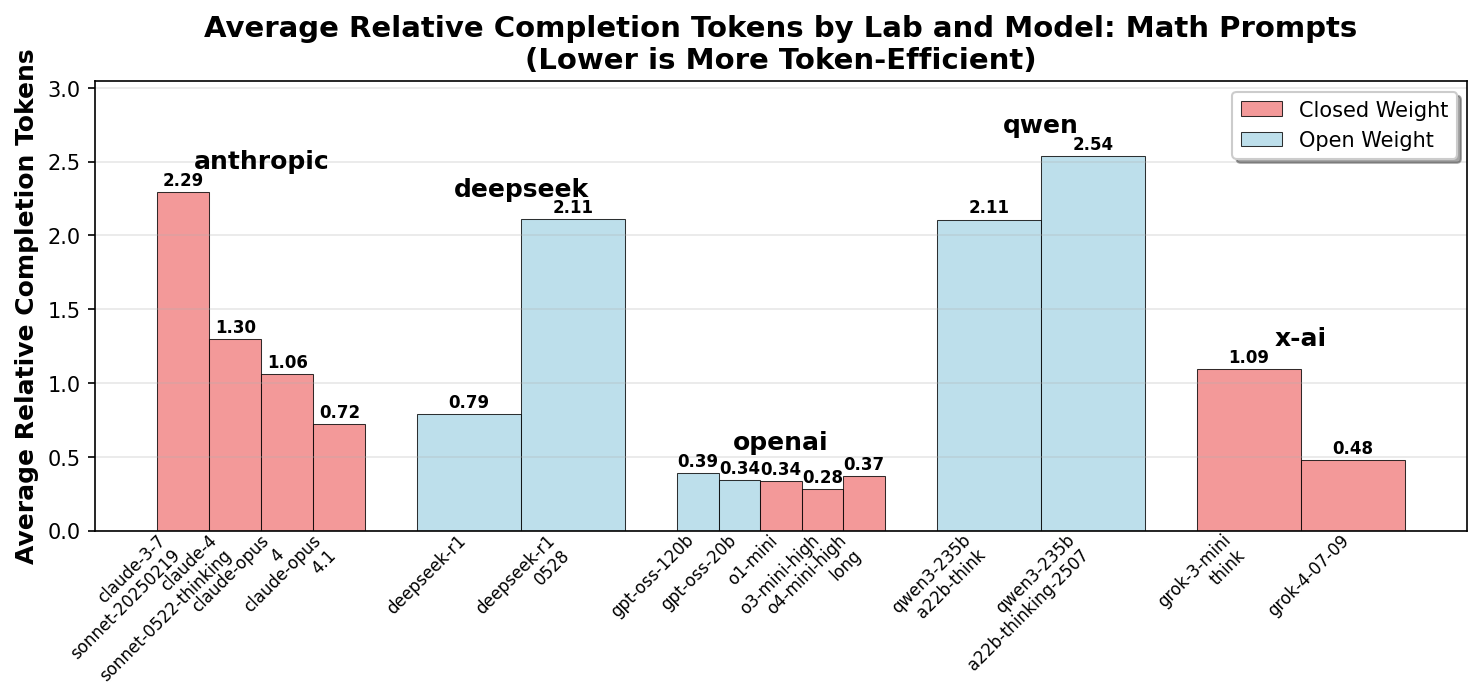 Average Relative Completion Tokens by Lab and Model: Math Prompts
(Lower is More Token-Efficient)
Average Relative Completion Tokens
3.0
2.5
2.0
1.5
1.0
0.5
0.0
Closed Weight
Open Weight
anthropic
2.29
1.30
1.06
0.72
deepseek
0.79
2.11
openai
0.39
0.34
0.34
0.28
0.37
qwen
2.11
2.54
x-ai
1.09
0.48
claude-3-7
sonnet-20250219
claude-4
sonnet-0522-thinking
claude-opus
4
claude-opus
4.1
deepseek-r1
deepseek-r1
0528
gpt-oss-120b
gpt-oss-20b
o1-mini
o3-mini-high
o4-mini-high
long
qwen3-235b
a22b-think
qwen3-235b
a22b-thinking-2507
grok-3-mini
think
grok-4-07-09